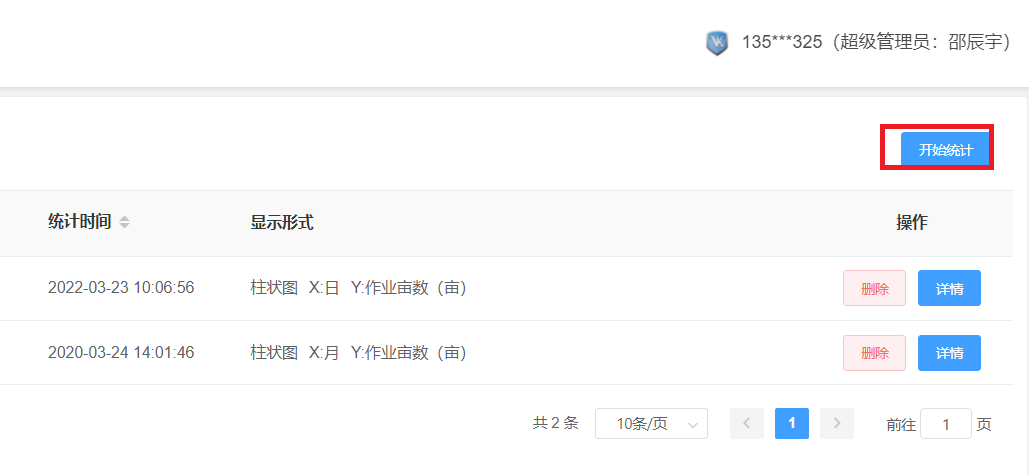 135***325（超级管理员：邵辰宇）
开始统计
统计时间 显示形式 操作
2022-03-23 10:06:56 柱状图 X:日 Y:作业亩数（亩） 删除 详情
2020-03-24 14:01:46 柱状图 X:月 Y:作业亩数（亩） 删除 详情
共 2 条 10条/页 1 前往 1 页